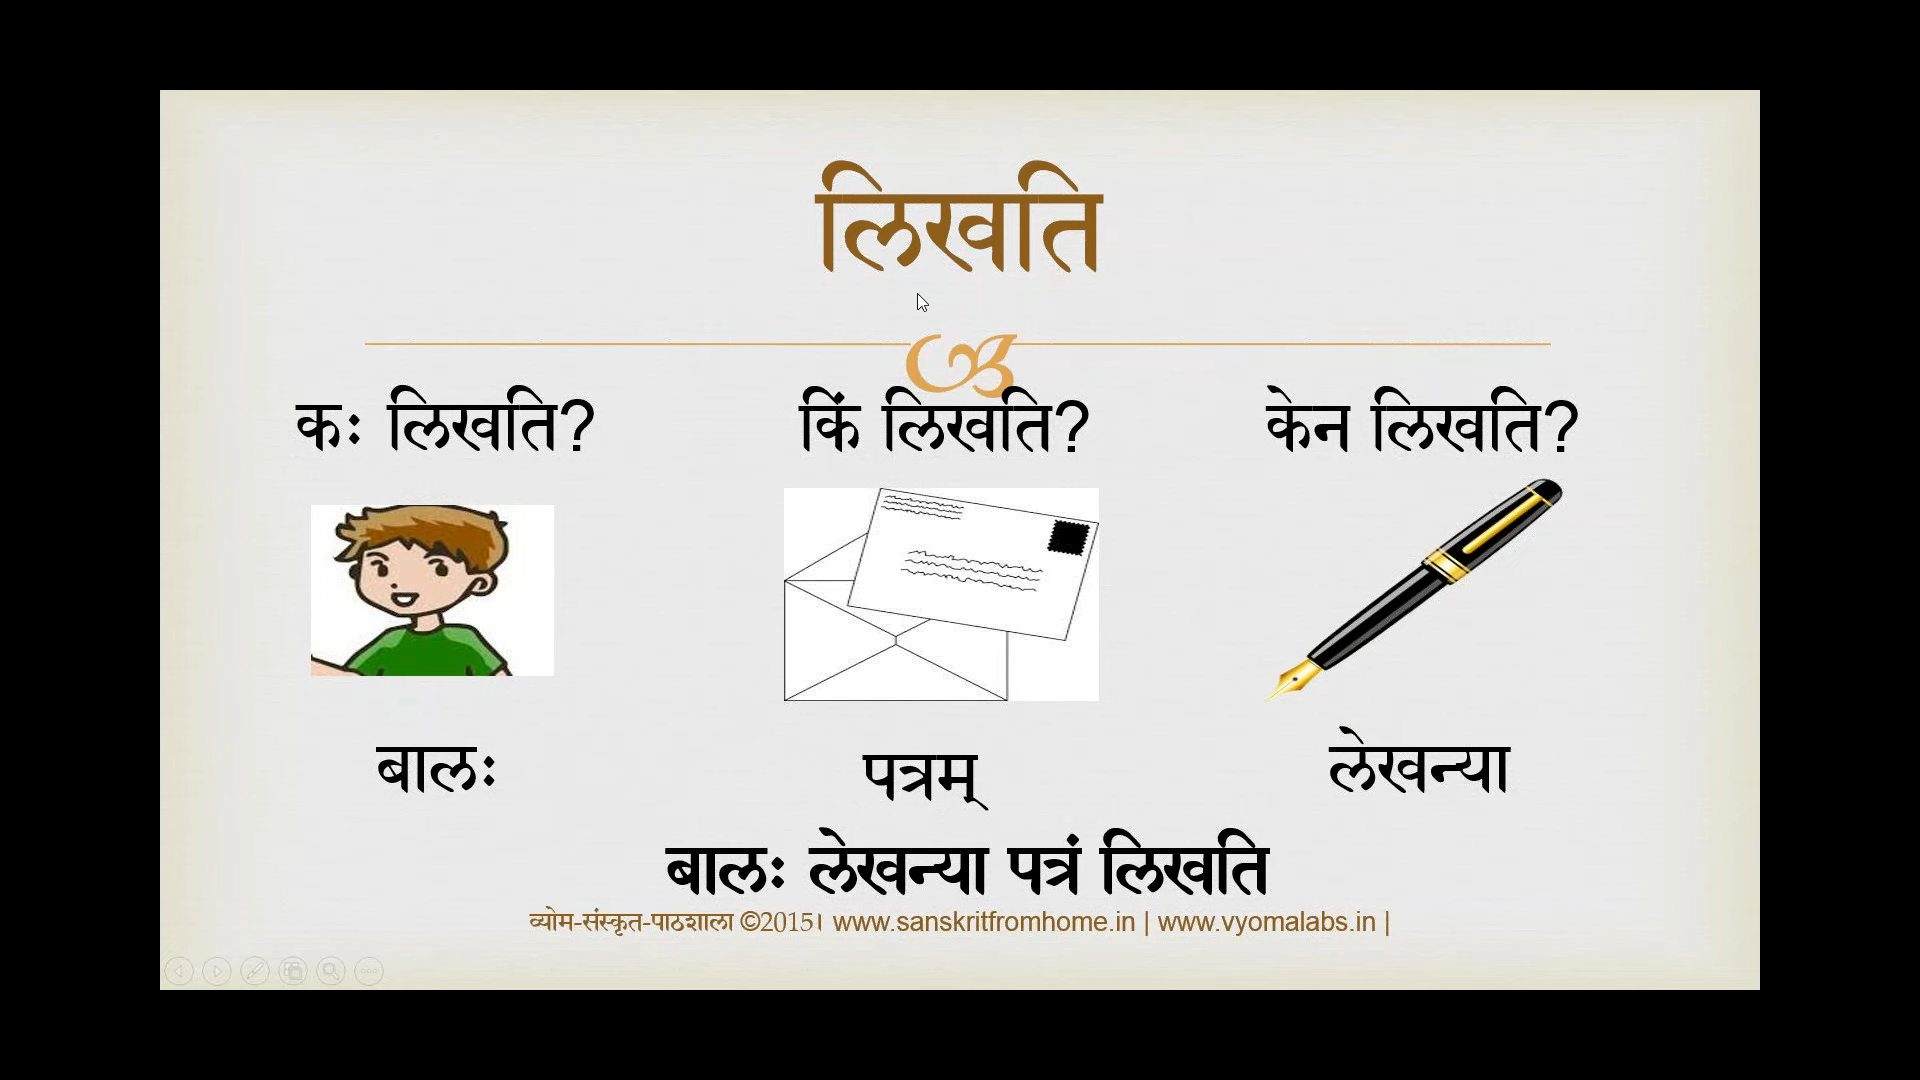 लिखति
कः लिखति? किं लिखति? केन लिखति?
बालः पत्रम् लेखन्या
बालः लेखन्या पत्रं लिखति
व्योम-संस्कृत-पाठशाला ©2015। www.sanskritfromhome.in | www.vyomalabs.in |